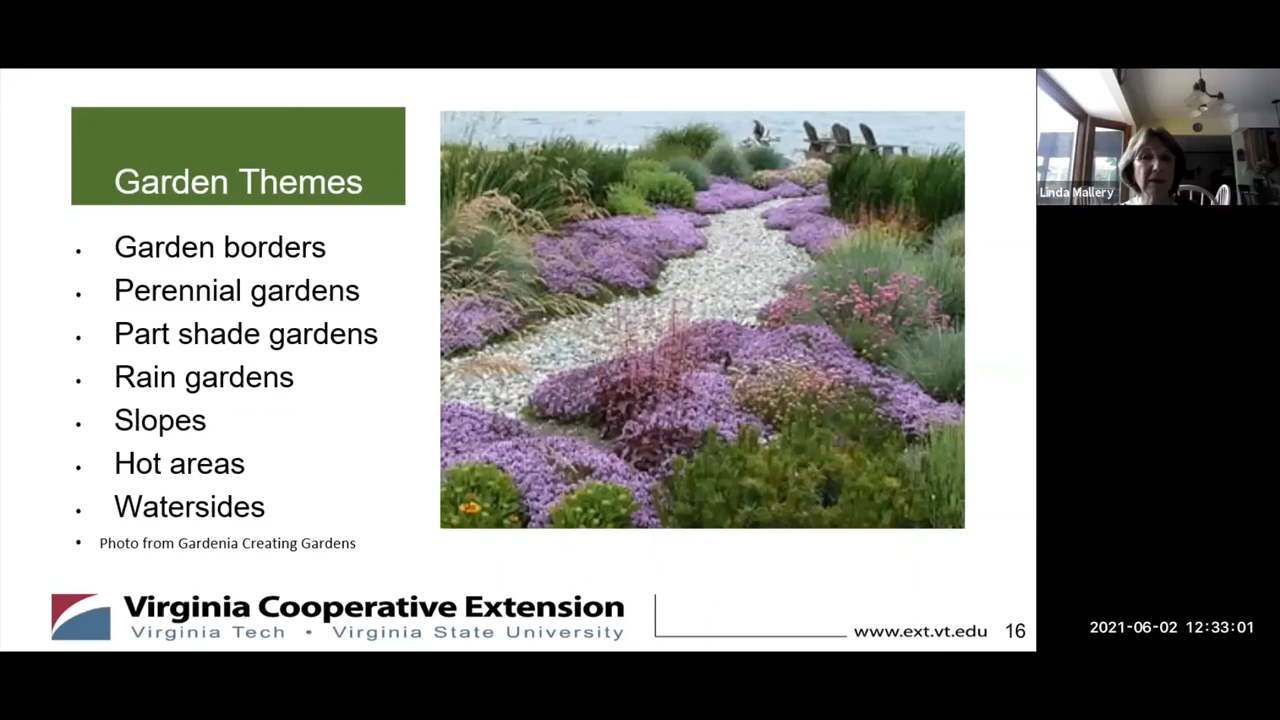 Garden Themes
• Garden borders
• Perennial gardens
• Part shade gardens
• Rain gardens
• Slopes
• Hot areas
• Watersides
• Photo from Gardenia Creating Gardens
Virginia Cooperative Extension
Virginia Tech • Virginia State University
www.ext.vt.edu 16
Linda Mallery
2021-06-02 12:33:01